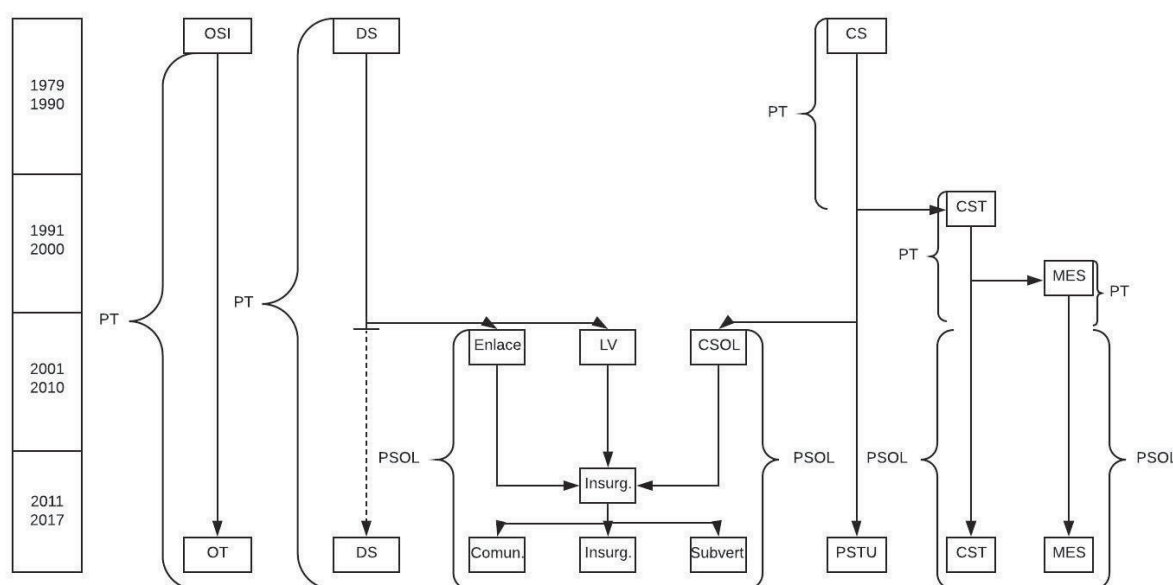 OSI
DS
CS
1979
1990
PT
CST
1991
2000
PT
MES
PT
PT
PT
Enlace
LV
CSOL
2001
2010
PSOL
PSOL
PSOL
PSOL
Insurg.
2011
2017
OT
DS
Comun.
Insurg.
Subvert.
PSTU
CST
MES